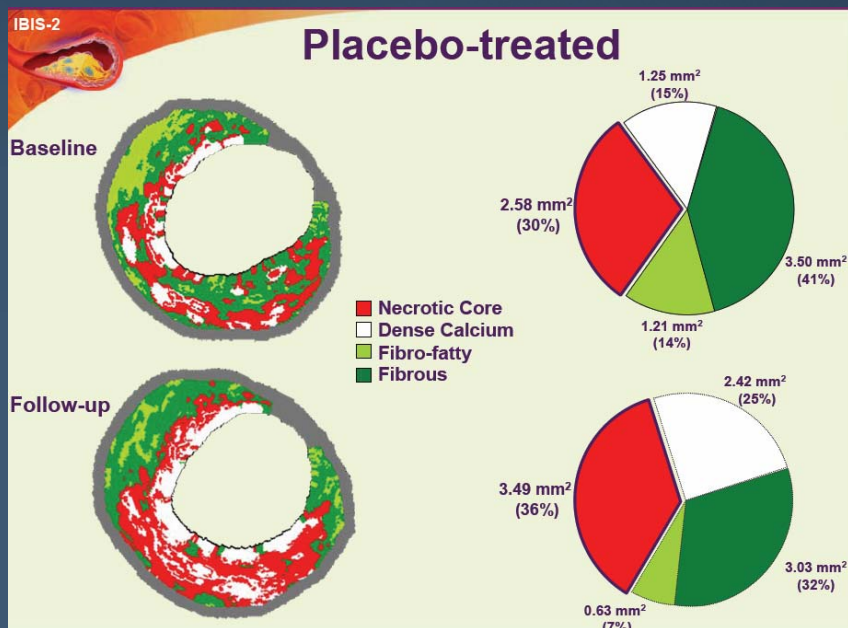 IBIS-2
Placebo-treated
Baseline
1.25 mm²
(15%)
2.58 mm²
(30%)
3.50 mm²
(41%)
1.21 mm²
(14%)
Necrotic Core
Dense Calcium
Fibro-fatty
Fibrous
Follow-up
2.42 mm²
(25%)
3.49 mm²
(36%)
3.03 mm²
(32%)
0.63 mm²
(7%)